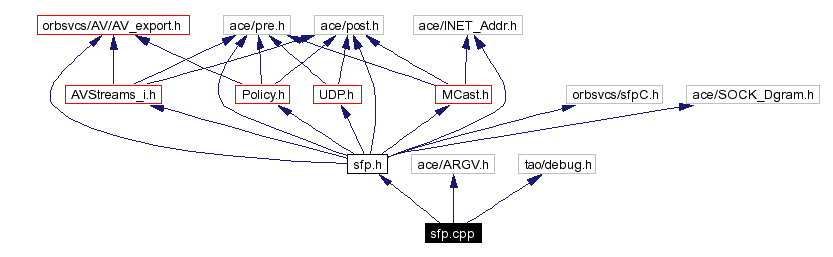 orbsvcs/AV/AV_export.h
ace/pre.h
ace/post.h
ace/INET_Addr.h
AVStreams_i.h
Policy.h
UDP.h
MCast.h
orbsvcs/sfpC.h
ace/SOCK_Dgram.h
sfp.h
ace/ARGV.h
tao/debug.h
sfp.cpp